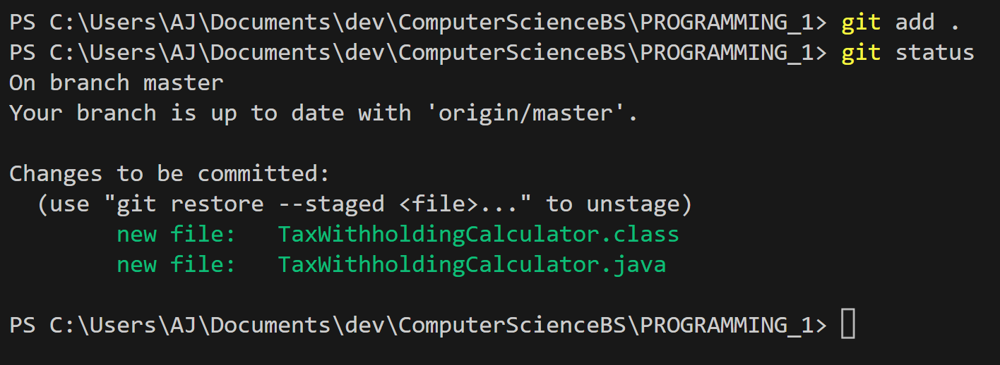 PS C:\Users\AJ\Documents\dev\ComputerScienceBS\PROGRAMMING_1> git add .
PS C:\Users\AJ\Documents\dev\ComputerScienceBS\PROGRAMMING_1> git status
On branch master
Your branch is up to date with 'origin/master'.

Changes to be committed:
  (use "git restore --staged <file>..." to unstage)
        new file:   TaxWithholdingCalculator.class
        new file:   TaxWithholdingCalculator.java

PS C:\Users\AJ\Documents\dev\ComputerScienceBS\PROGRAMMING_1>